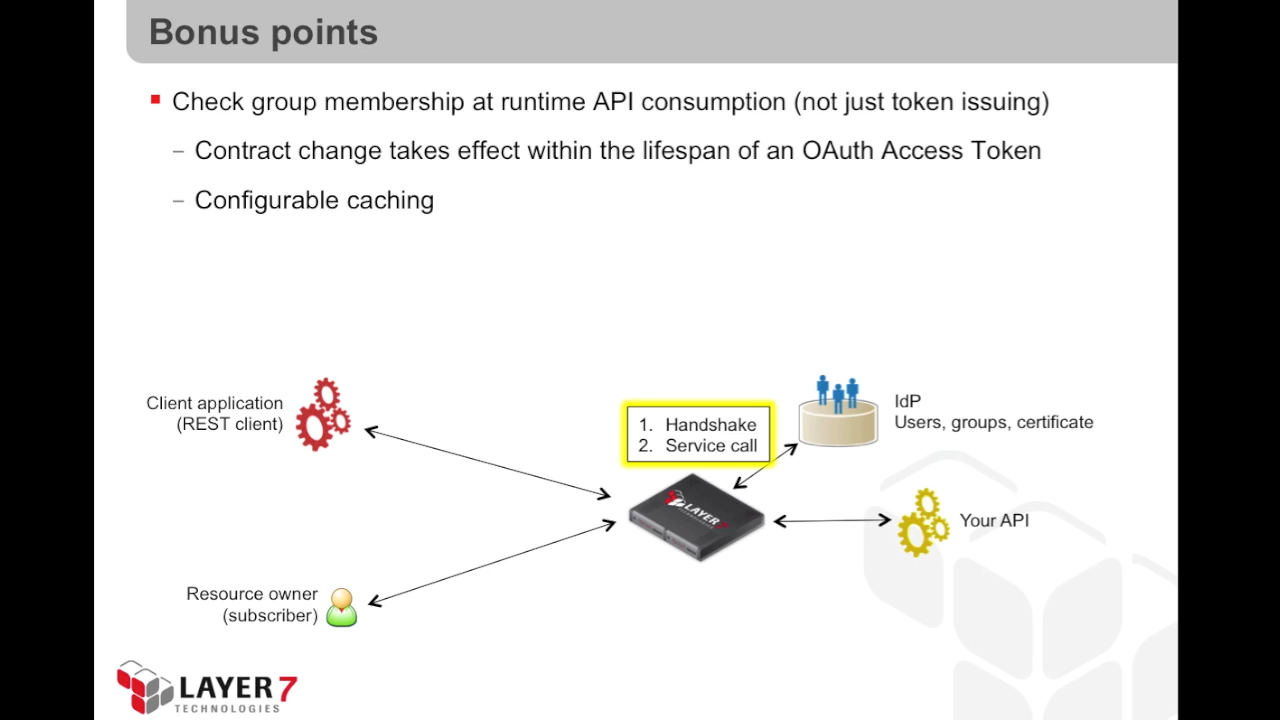 Bonus points
Check group membership at runtime API consumption (not just token issuing)
– Contract change takes effect within the lifespan of an OAuth Access Token
– Configurable caching
Client application
(REST client)
1. Handshake
2. Service call
IdP
Users, groups, certificate
LAYER 7
Your API
Resource owner
(subscriber)
LAYER 7
TECHNOLOGIES